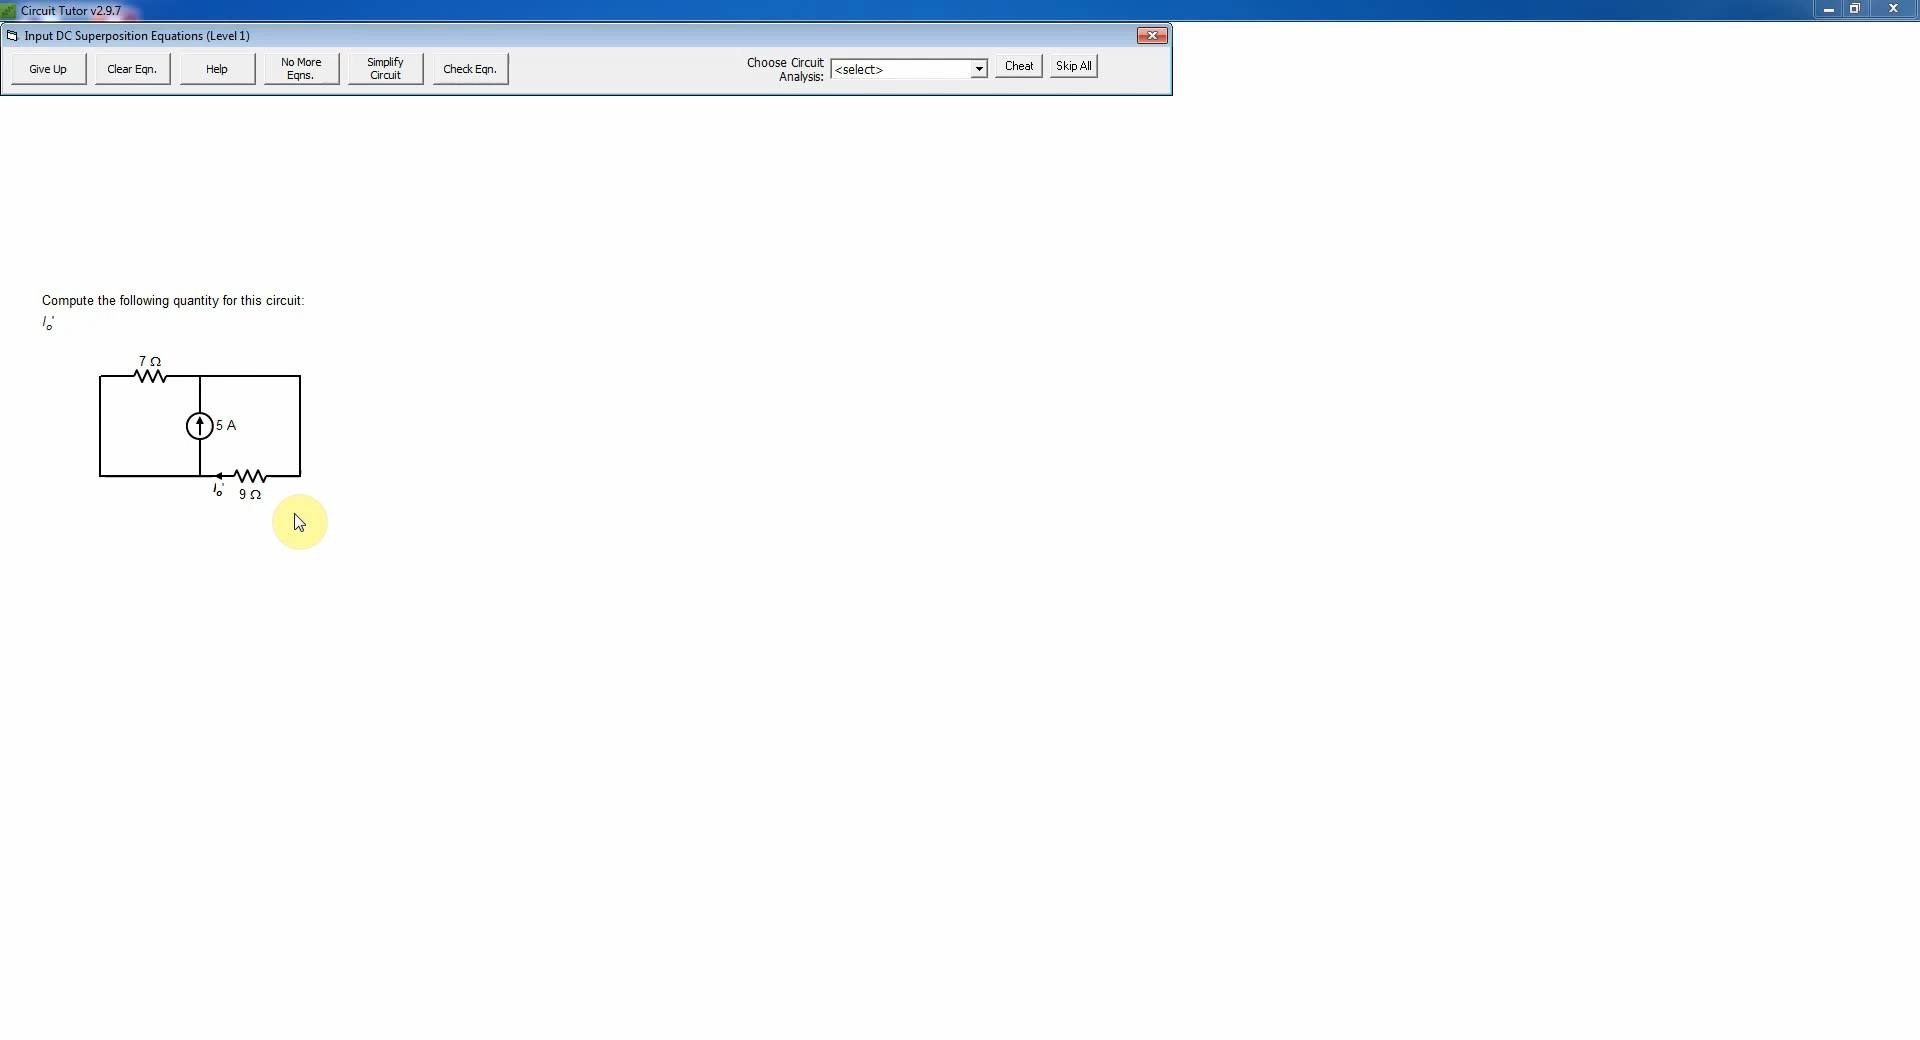 Circuit Tutor v2.9.7
Input DC Superposition Equations (Level 1)
Give Up
Clear Eqn.
Help
No More
Eqns.
Simplify
Circuit
Check Eqn.
Choose Circuit
Analysis:
<select>
Cheat
Skip All
Compute the following quantity for this circuit:
Io'
7 Ω
5 A
Io'
9 Ω